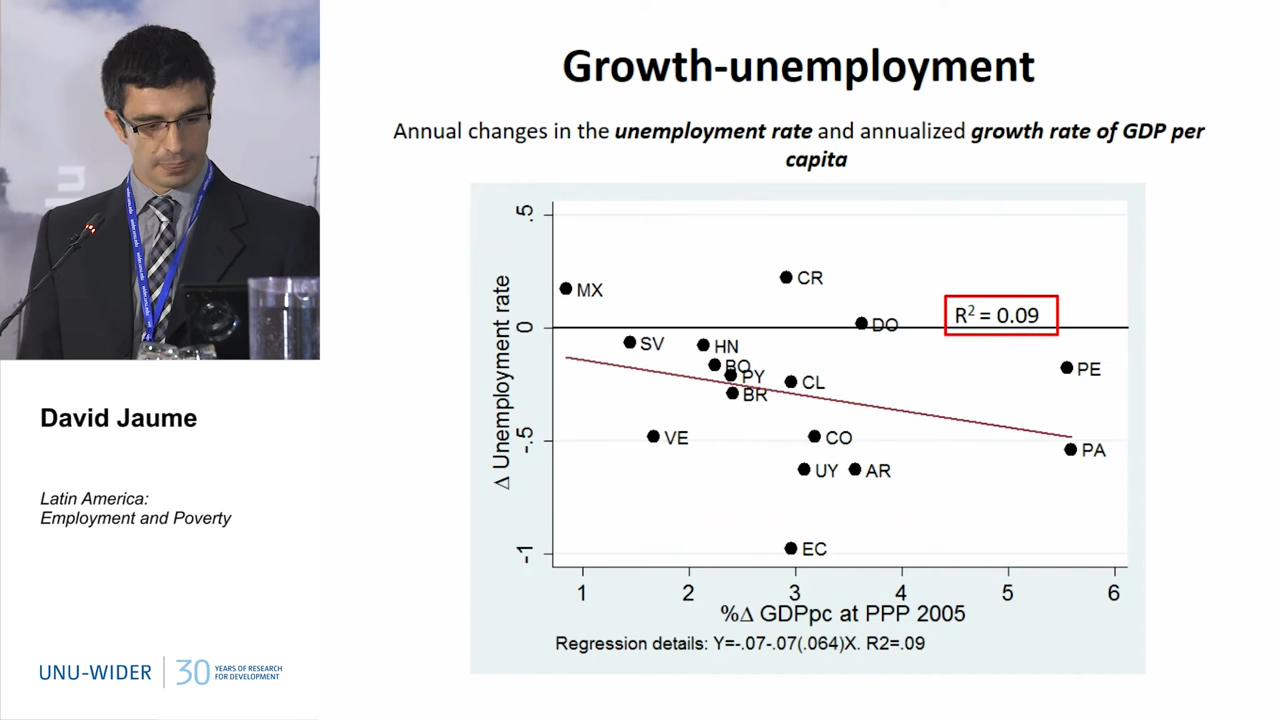 Growth-unemployment
Annual changes in the unemployment rate and annualized growth rate of GDP per
capita
.5
0
-.5
-1
Δ Unemployment rate
MX
CR
DO
R² = 0.09
SV
HN
BO
PY
BR
CL
PE
VE
CO
UY
AR
PA
EC
1 2 3 4 5 6
%Δ GDPpc at PPP 2005
Regression details: Y=-.07-.07(.064)X. R2=.09
David Jaume
Latin America:
Employment and Poverty
UNU-WIDER
30 YEARS OF RESEARCH
FOR DEVELOPMENT